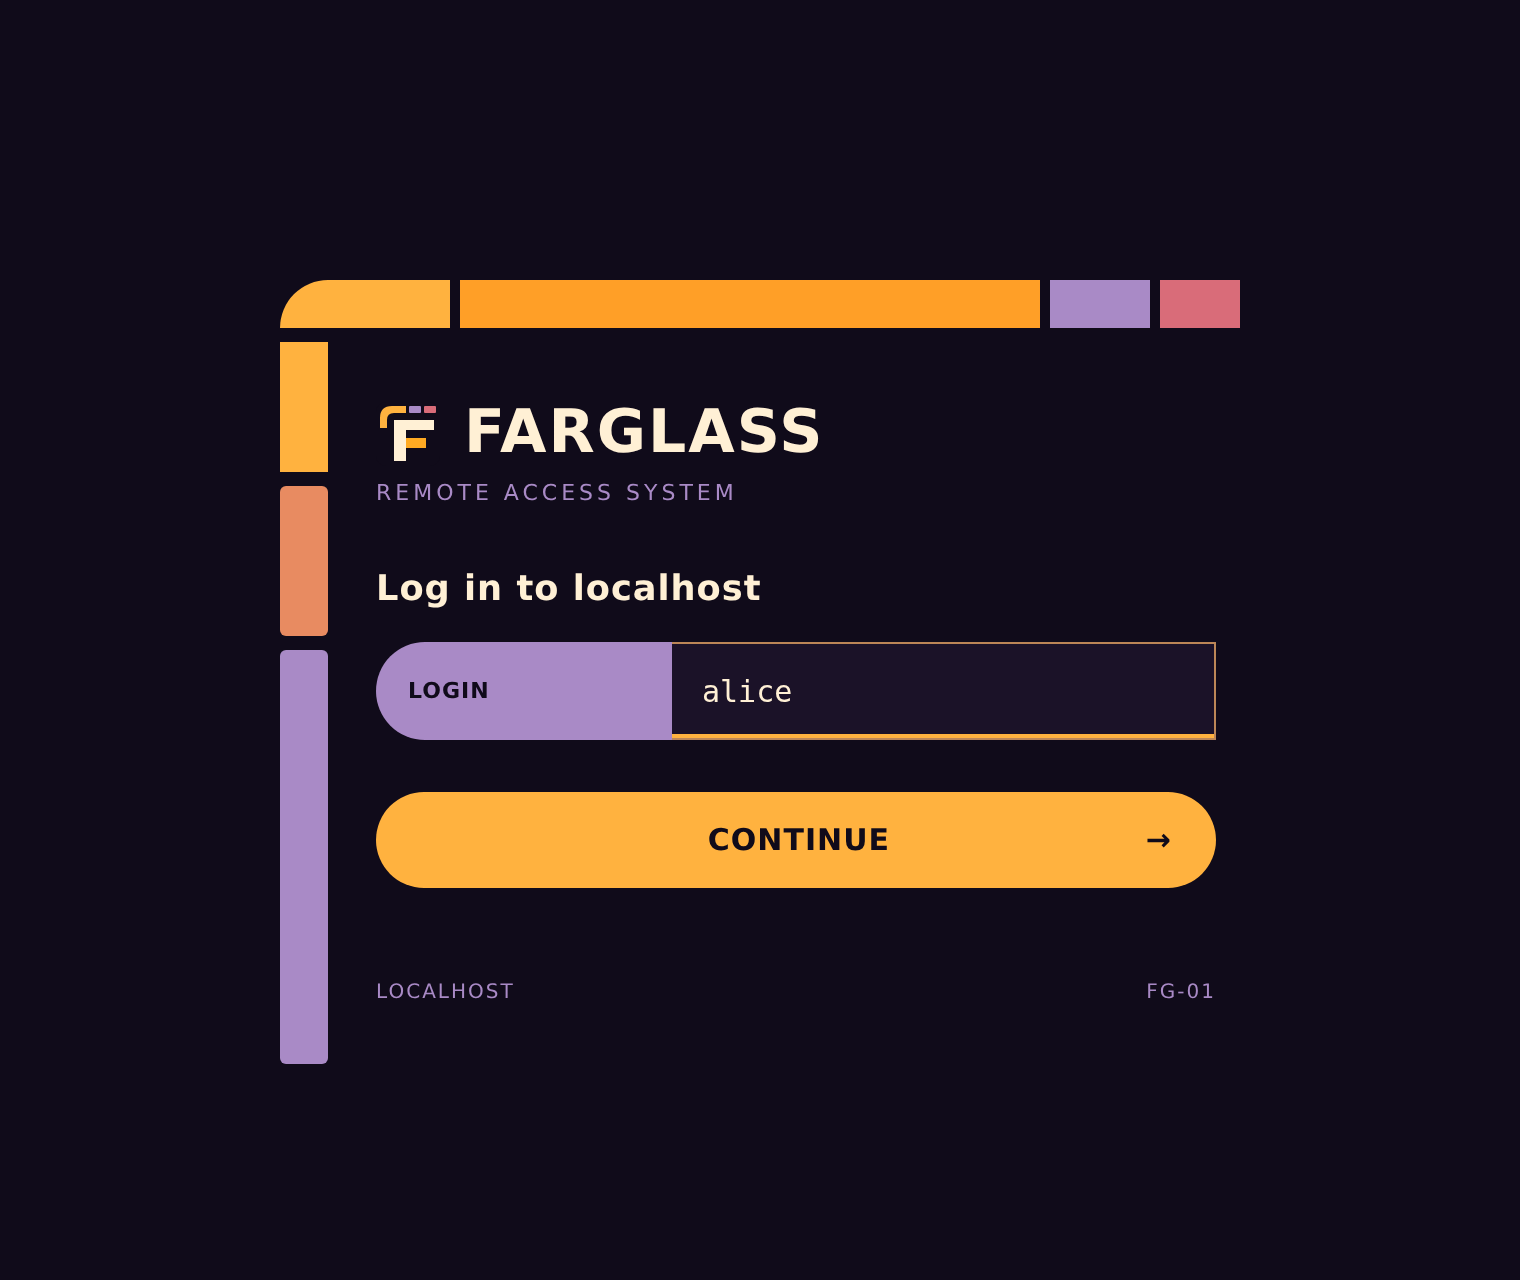 FARGLASS
REMOTE ACCESS SYSTEM
Log in to localhost
LOGIN alice
CONTINUE →
LOCALHOST FG-01